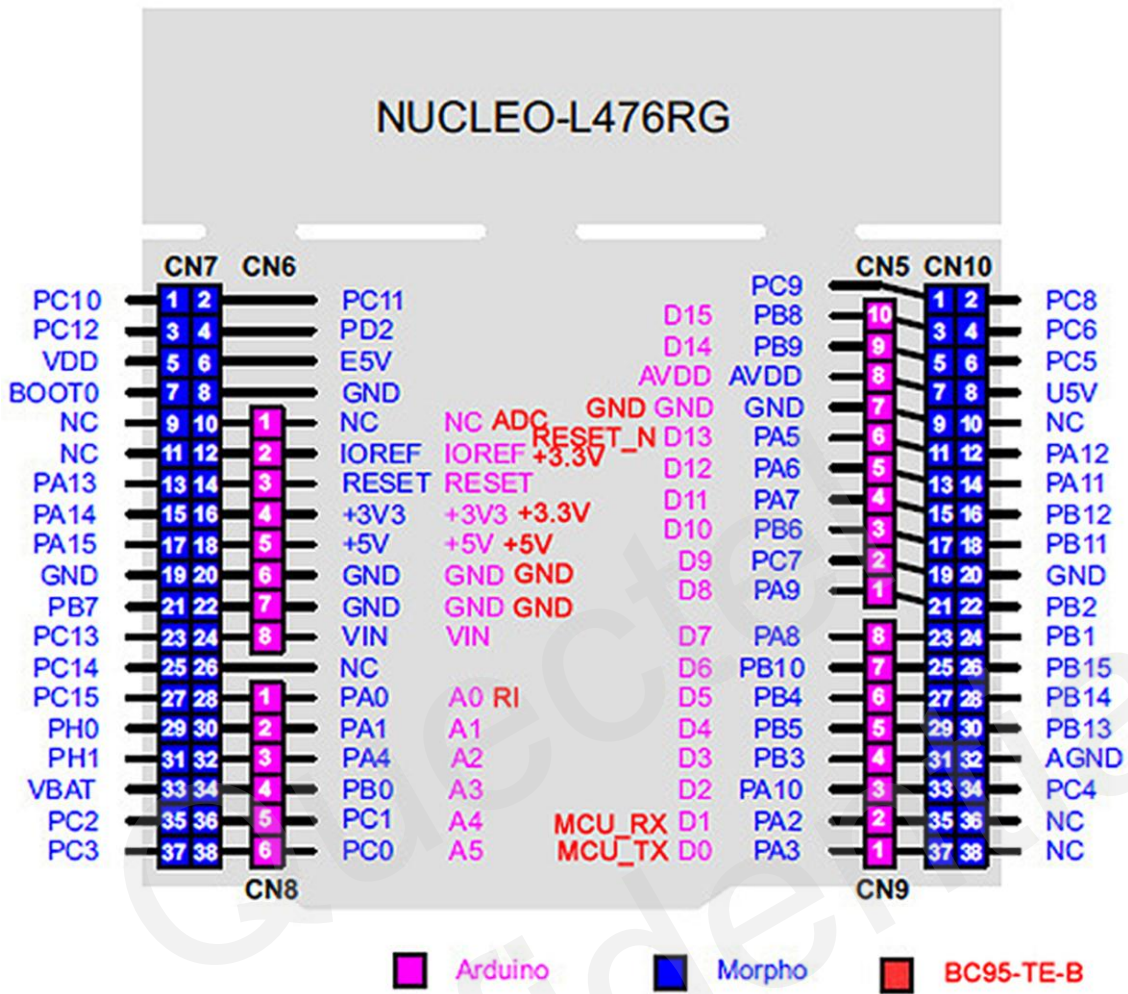 NUCLEO-L476RG
CN7 CN6 CN5 CN10
PC9
PC10 1 2 PC11 1 2 PC8
D15 PB8 10
PC12 3 4 PD2 3 4 PC6
D14 PB9 9
VDD 5 6 E5V 5 6 PC5
AVDD AVDD 8
BOOT0 7 8 GND 7 8 U5V
GND GND GND 7
NC 9 10 1 NC NC ADC 9 10 NC
RESET_N D13 PA5 6
NC 11 12 2 IOREF IOREF +3.3V 11 12 PA12
D12 PA6 5
PA13 13 14 3 RESET RESET 13 14 PA11
D11 PA7 4
PA14 15 16 4 +3V3 +3V3 +3.3V 15 16 PB12
D10 PB6 3
PA15 17 18 5 +5V +5V +5V 17 18 PB11
D9 PC7 2
GND 19 20 6 GND GND GND 19 20 GND
D8 PA9 1
PB7 21 22 7 GND GND GND 21 22 PB2
PC13 23 24 8 VIN VIN D7 PA8 8 23 24 PB1
PC14 25 26 NC D6 PB10 7 25 26 PB15
PC15 27 28 1 PA0 A0 RI D5 PB4 6 27 28 PB14
PH0 29 30 2 PA1 A1 D4 PB5 5 29 30 PB13
PH1 31 32 3 PA4 A2 D3 PB3 4 31 32 AGND
VBAT 33 34 4 PB0 A3 D2 PA10 3 33 34 PC4
PC2 35 36 5 PC1 A4 MCU_RX D1 PA2 2 35 36 NC
PC3 37 38 6 PC0 A5 MCU_TX D0 PA3 1 37 38 NC
CN8 CN9
Arduino Morpho BC95-TE-B
Quectel